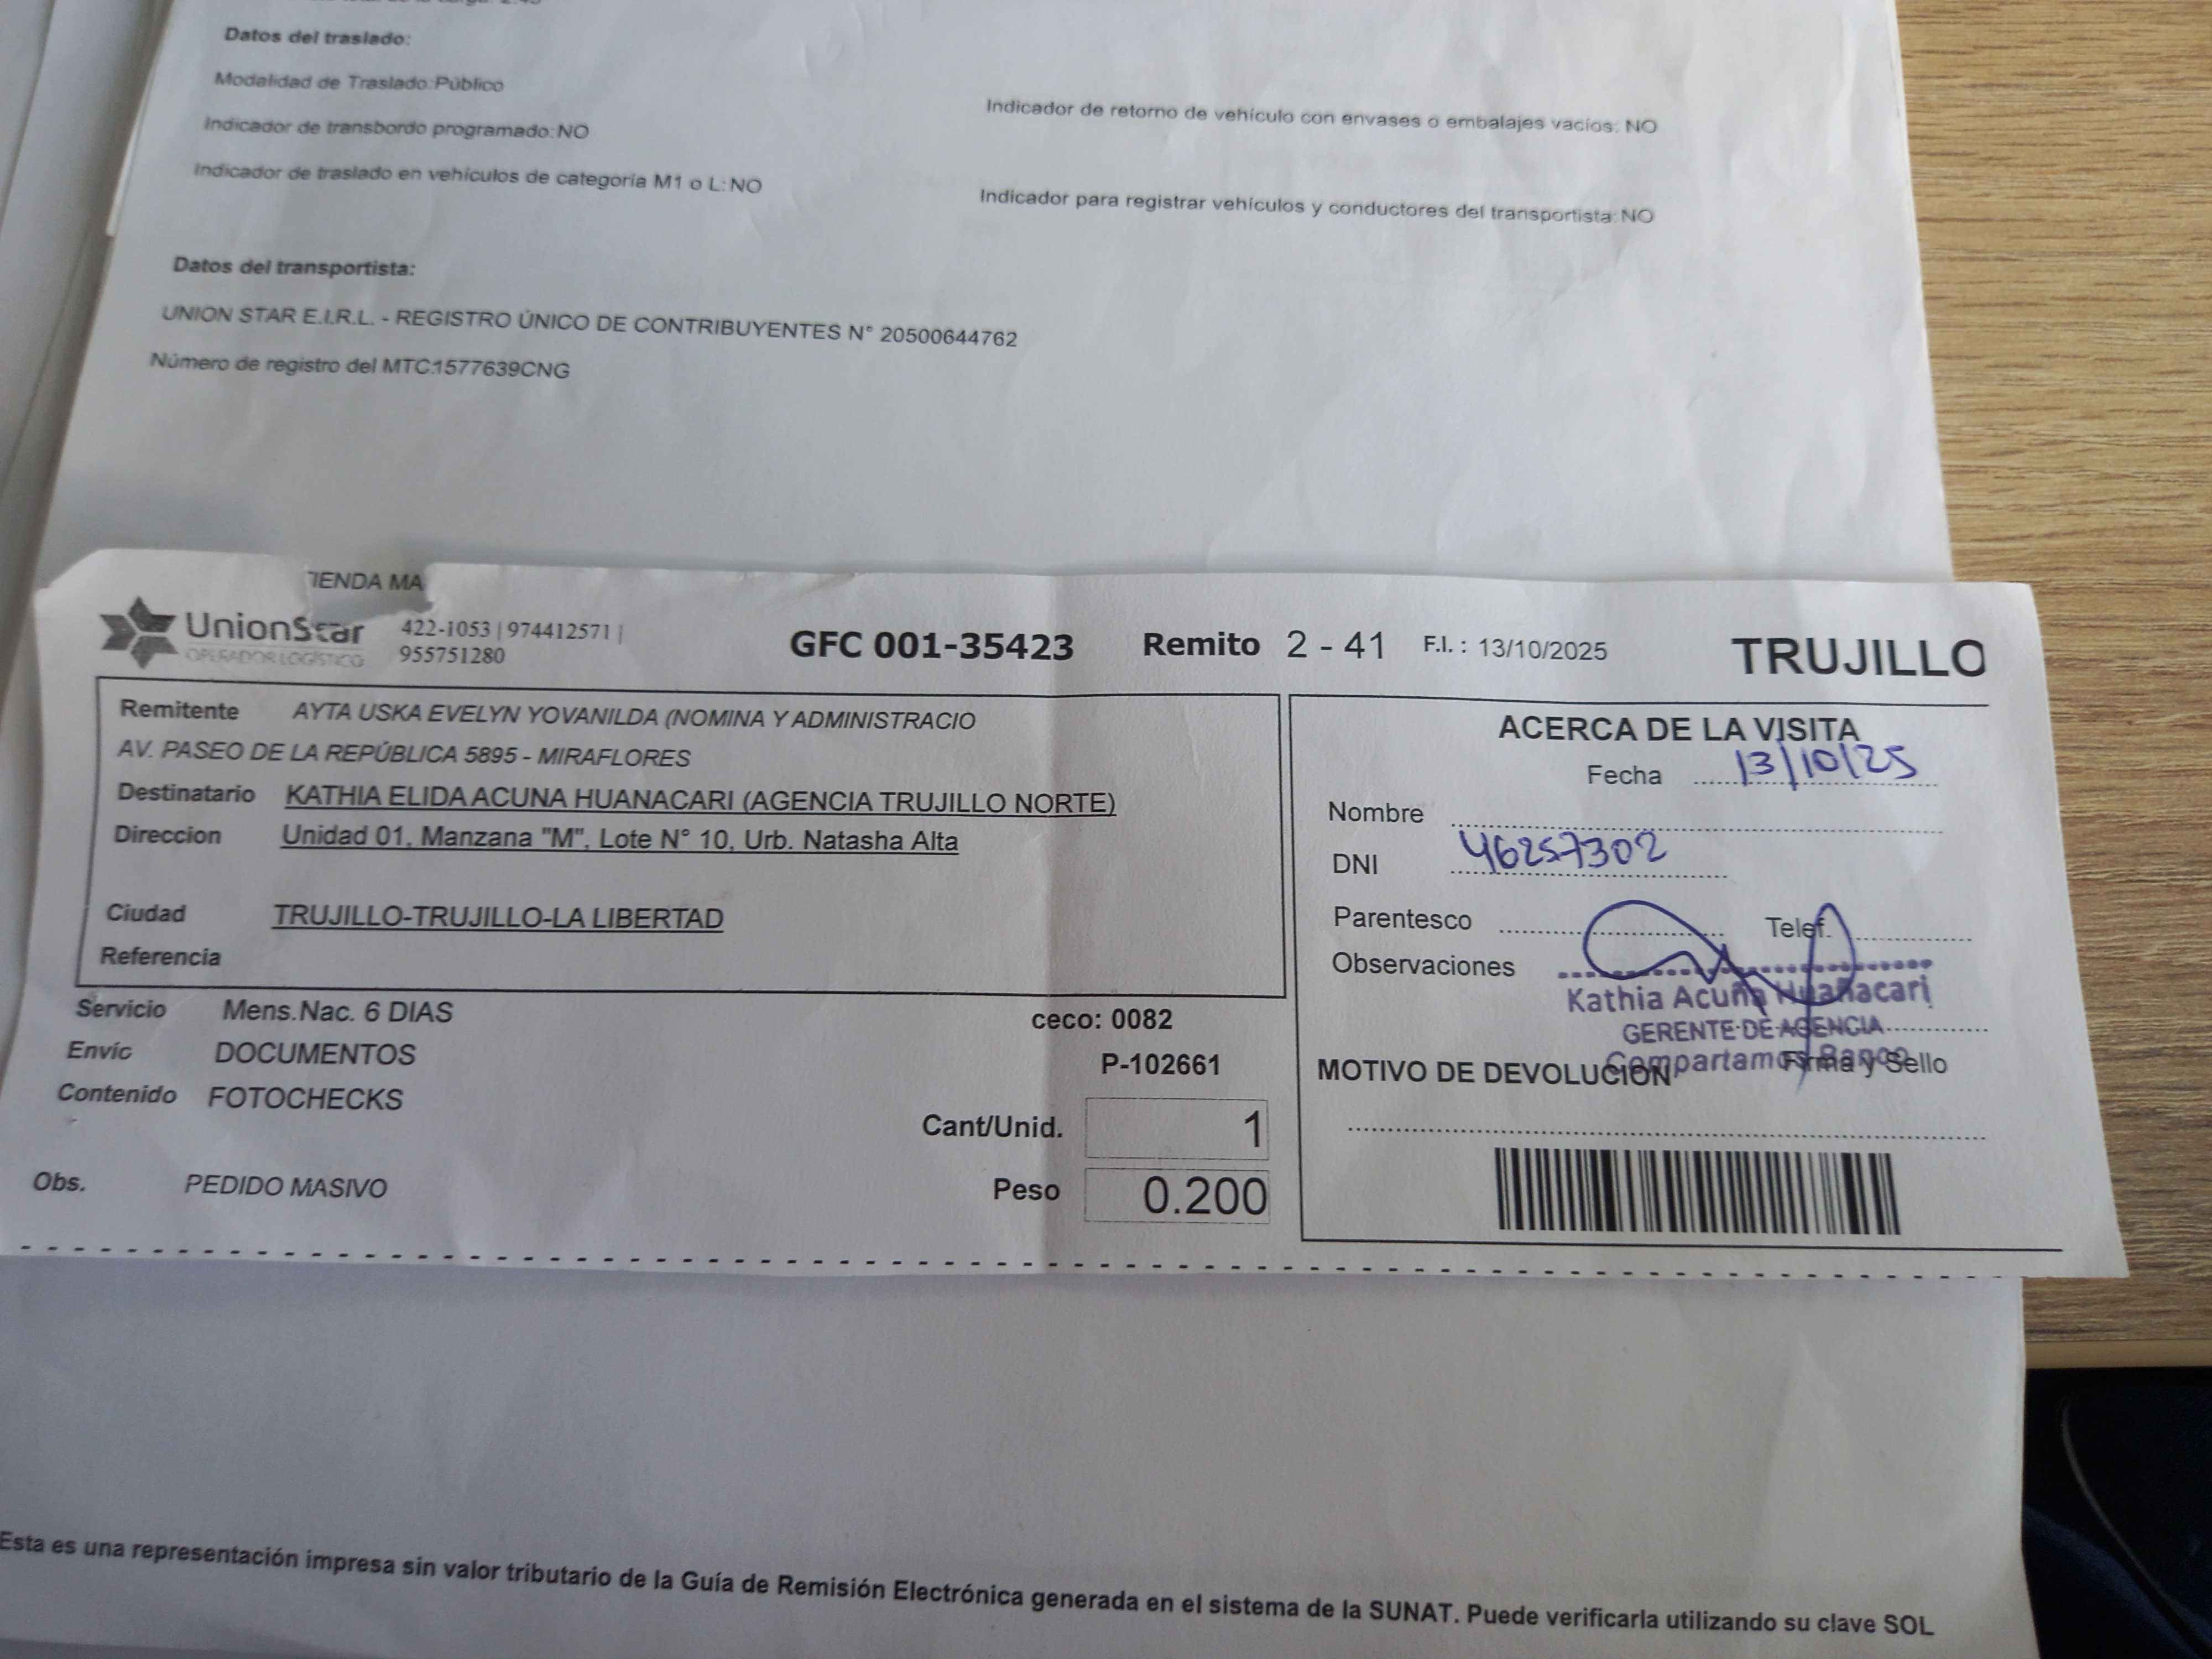 Datos del traslado:
Modalidad de Traslado:Público
Indicador de retorno de vehículo con envases o embalajes vacíos: NO
Indicador de transbordo programado:NO
Indicador de traslado en vehículos de categoría M1 o L:NO
Indicador para registrar vehículos y conductores del transportista:NO
Datos del transportista:
UNION STAR E.I.R.L. - REGISTRO ÚNICO DE CONTRIBUYENTES N° 20500644762
Número de registro del MTC:1577639CNG
TIENDA MA
UnionStar
OPERADOR LOGÍSTICO
422-1053 | 974412571 |
955751280
GFC 001-35423 Remito 2 - 41 F.I. : 13/10/2025 TRUJILLO
Remitente AYTA USKA EVELYN YOVANILDA (NOMINA Y ADMINISTRACIO
AV. PASEO DE LA REPÚBLICA 5895 - MIRAFLORES
Destinatario KATHIA ELIDA ACUNA HUANACARI (AGENCIA TRUJILLO NORTE)
Direccion Unidad 01, Manzana "M", Lote N° 10, Urb. Natasha Alta
Ciudad TRUJILLO-TRUJILLO-LA LIBERTAD
Referencia
Servicio Mens.Nac. 6 DIAS
Envío DOCUMENTOS
Contenido FOTOCHECKS
Obs. PEDIDO MASIVO
ceco: 0082
P-102661
Cant/Unid. 1
Peso 0.200
ACERCA DE LA VISITA
Fecha 13/10/25
Nombre
DNI 46257302
Parentesco Telef.
Observaciones
Kathia Acuña Huañacari
GERENTE DE AGENCIA
Compartamos Banco
Firma y Sello
MOTIVO DE DEVOLUCIÓN
Esta es una representación impresa sin valor tributario de la Guía de Remisión Electrónica generada en el sistema de la SUNAT. Puede verificarla utilizando su clave SOL